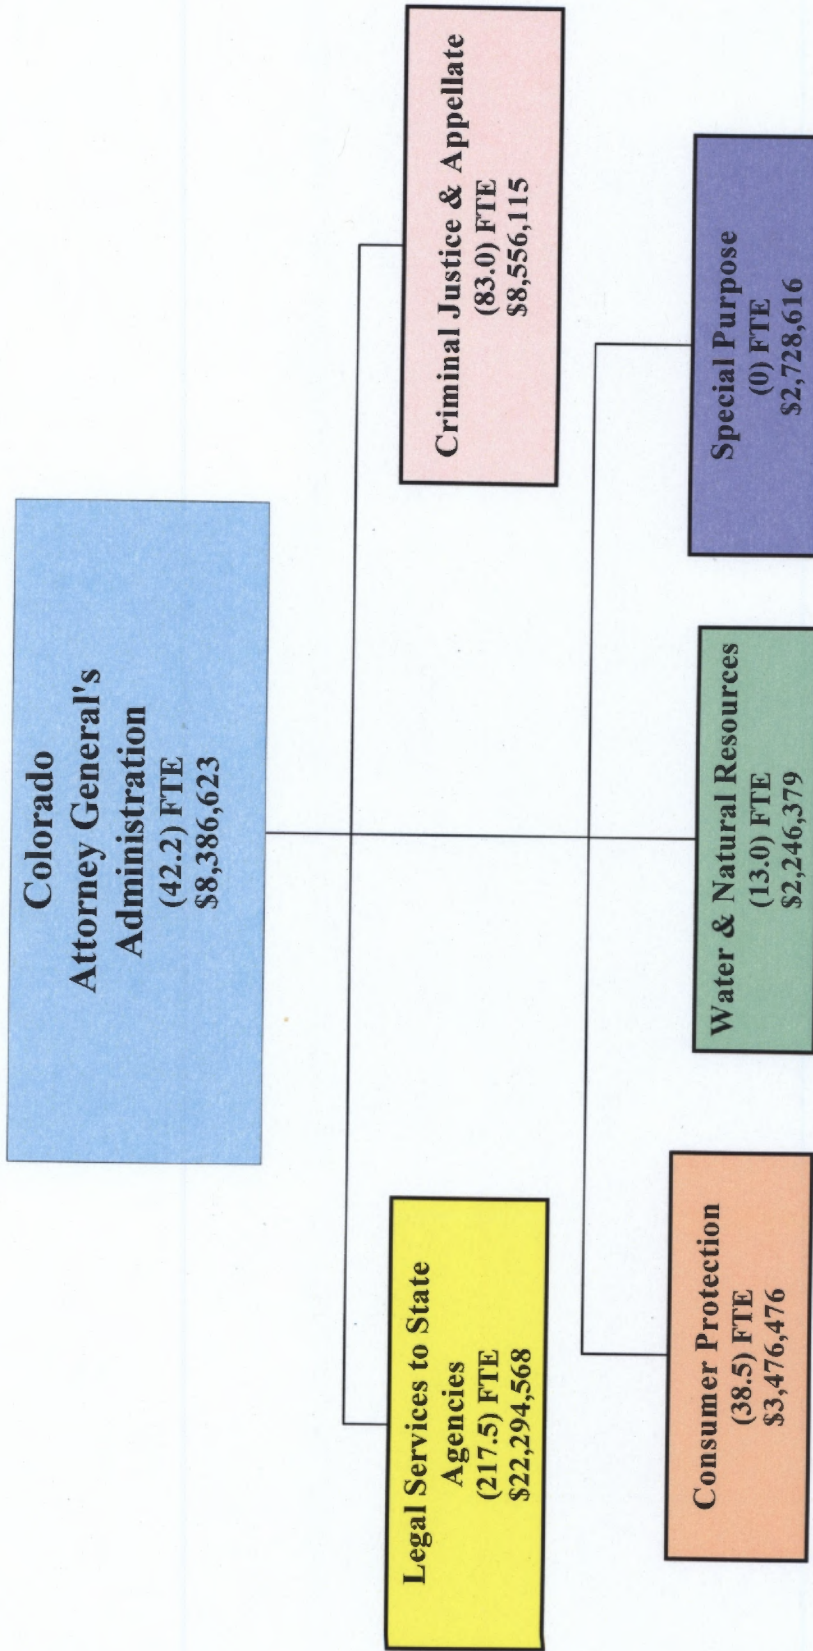 Colorado
Attorney General's
Administration
(42.2) FTE
$8,386,623
Legal Services to State
Agencies
(217.5) FTE
$22,294,568
Criminal Justice & Appellate
(83.0) FTE
$8,556,115
Consumer Protection
(38.5) FTE
$3,476,476
Water & Natural Resources
(13.0) FTE
$2,246,379
Special Purpose
(0) FTE
$2,728,616